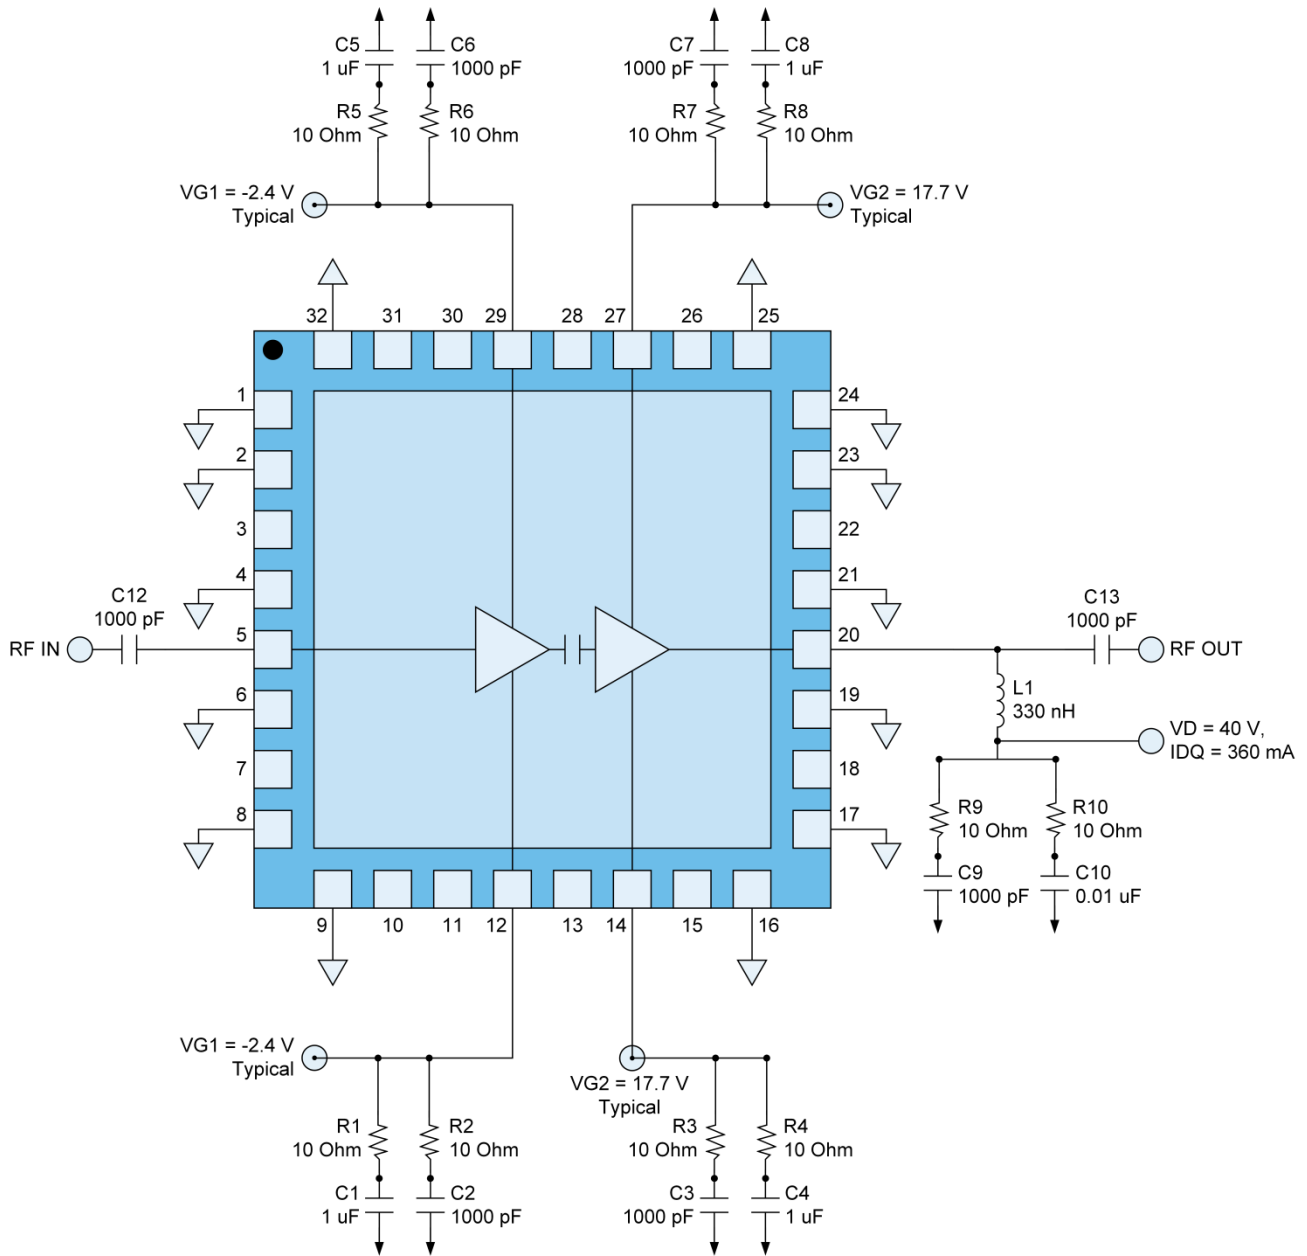 C5
1 uF
C6
1000 pF
C7
1000 pF
C8
1 uF
R5
10 Ohm
R6
10 Ohm
R7
10 Ohm
R8
10 Ohm
VG1 = -2.4 V
Typical
VG2 = 17.7 V
Typical
32
31
30
29
28
27
26
25
1
2
3
4
5
6
7
8
24
23
22
21
20
19
18
17
C12
1000 pF
RF IN
C13
1000 pF
RF OUT
L1
330 nH
VD = 40 V,
IDQ = 360 mA
R9
10 Ohm
R10
10 Ohm
C9
1000 pF
C10
0.01 uF
9
10
11
12
13
14
15
16
VG1 = -2.4 V
Typical
VG2 = 17.7 V
Typical
R1
10 Ohm
R2
10 Ohm
R3
10 Ohm
R4
10 Ohm
C1
1 uF
C2
1000 pF
C3
1000 pF
C4
1 uF